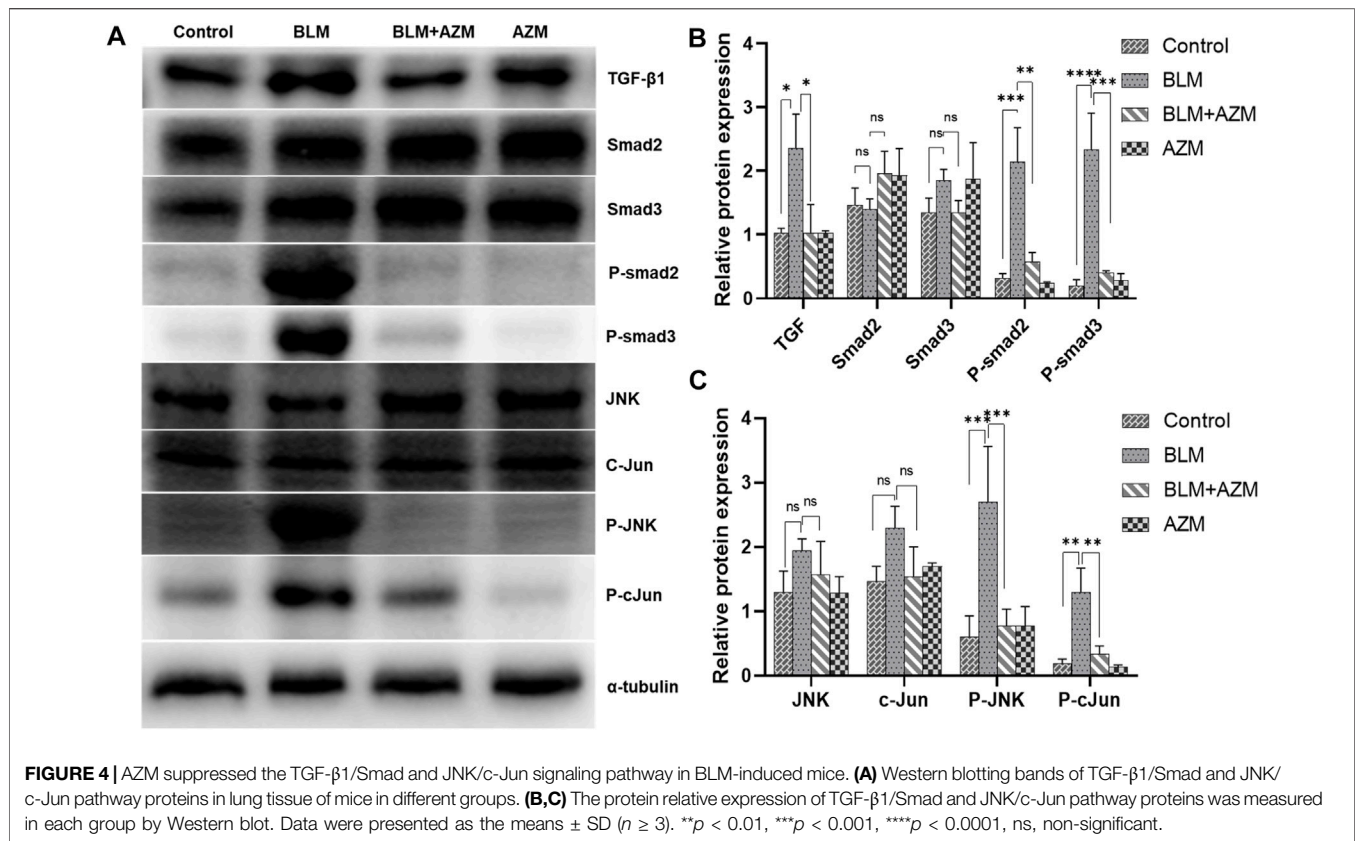 A
Control BLM BLM+AZM AZM
TGF-β1
Smad2
Smad3
P-smad2
P-smad3
JNK
C-Jun
P-JNK
P-cJun
α-tubulin
B
Relative protein expression
4
3
2
1
0
* *
ns ns
ns ns
*** **
**** ***
TGF Smad2 Smad3 P-smad2 P-smad3
Control
BLM
BLM+AZM
AZM
C
Relative protein expression
4
3
2
1
0
ns ns
ns ns
*** ***
** **
JNK c-Jun P-JNK P-cJun
Control
BLM
BLM+AZM
AZM
FIGURE 4 | AZM suppressed the TGF-β1/Smad and JNK/c-Jun signaling pathway in BLM-induced mice. (A) Western blotting bands of TGF-β1/Smad and JNK/
c-Jun pathway proteins in lung tissue of mice in different groups. (B,C) The protein relative expression of TGF-β1/Smad and JNK/c-Jun pathway proteins was measured
in each group by Western blot. Data were presented as the means ± SD (n ≥ 3). **p < 0.01, ***p < 0.001, ****p < 0.0001, ns, non-significant.